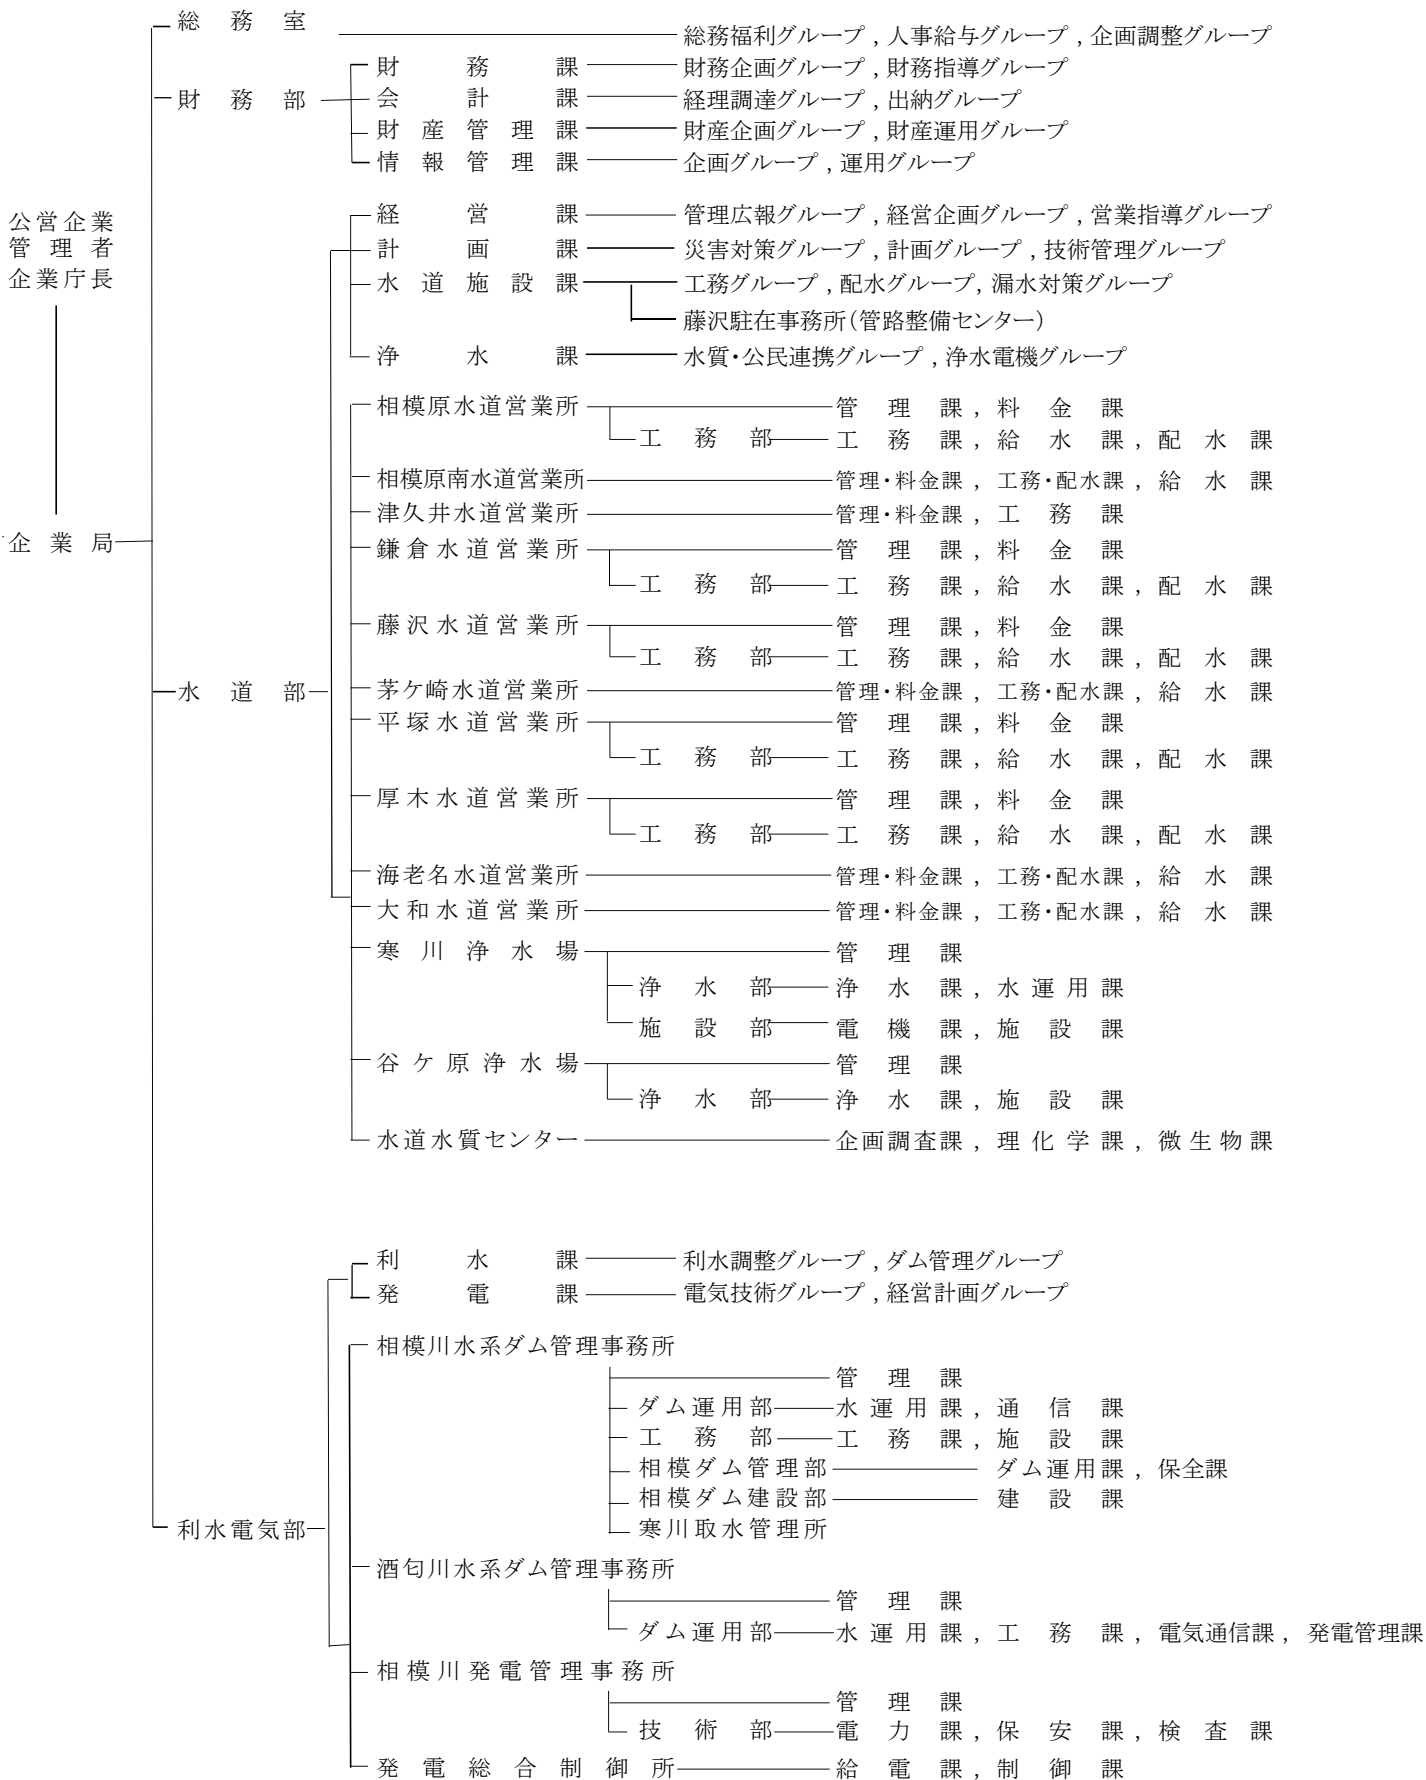 総務室
総務福利グループ，人事給与グループ，企画調整グループ
財務課 財務企画グループ，財務指導グループ
財務部 会計課 経理調達グループ，出納グループ
財産管理課 財産企画グループ，財産運用グループ
情報管理課 企画グループ，運用グループ
公営企業
管理者
企業庁長
経営課 管理広報グループ，経営企画グループ，営業指導グループ
計画課 災害対策グループ，計画グループ，技術管理グループ
水道施設課 工務グループ，配水グループ，漏水対策グループ
藤沢駐在事務所（管路整備センター）
浄水課 水質・公民連携グループ，浄水電機グループ
相模原水道営業所 管理課，料金課
工務部 工務課，給水課，配水課
相模原南水道営業所 管理・料金課，工務・配水課，給水課
津久井水道営業所 管理・料金課，工務課
企業局
鎌倉水道営業所 管理課，料金課
工務部 工務課，給水課，配水課
藤沢水道営業所 管理課，料金課
工務部 工務課，給水課，配水課
水道部 茅ケ崎水道営業所 管理・料金課，工務・配水課，給水課
平塚水道営業所 管理課，料金課
工務部 工務課，給水課，配水課
厚木水道営業所 管理課，料金課
工務部 工務課，給水課，配水課
海老名水道営業所 管理・料金課，工務・配水課，給水課
大和水道営業所 管理・料金課，工務・配水課，給水課
寒川浄水場 管理課
浄水部 浄水課，水運用課
施設部 電機課，施設課
谷ケ原浄水場 管理課
浄水部 浄水課，施設課
水道水質センター 企画調査課，理化学課，微生物課
利水課 利水調整グループ，ダム管理グループ
発電課 電気技術グループ，経営計画グループ
相模川水系ダム管理事務所
管理課
ダム運用部 水運用課，通信課
工務部 工務課，施設課
相模ダム管理部 ダム運用課，保全課
相模ダム建設部 建設課
利水電気部 寒川取水管理所
酒匂川水系ダム管理事務所
管理課
ダム運用部 水運用課，工務課，電気通信課，発電管理課
相模川発電管理事務所
管理課
技術部 電力課，保安課，検査課
発電総合制御所 給電課，制御課